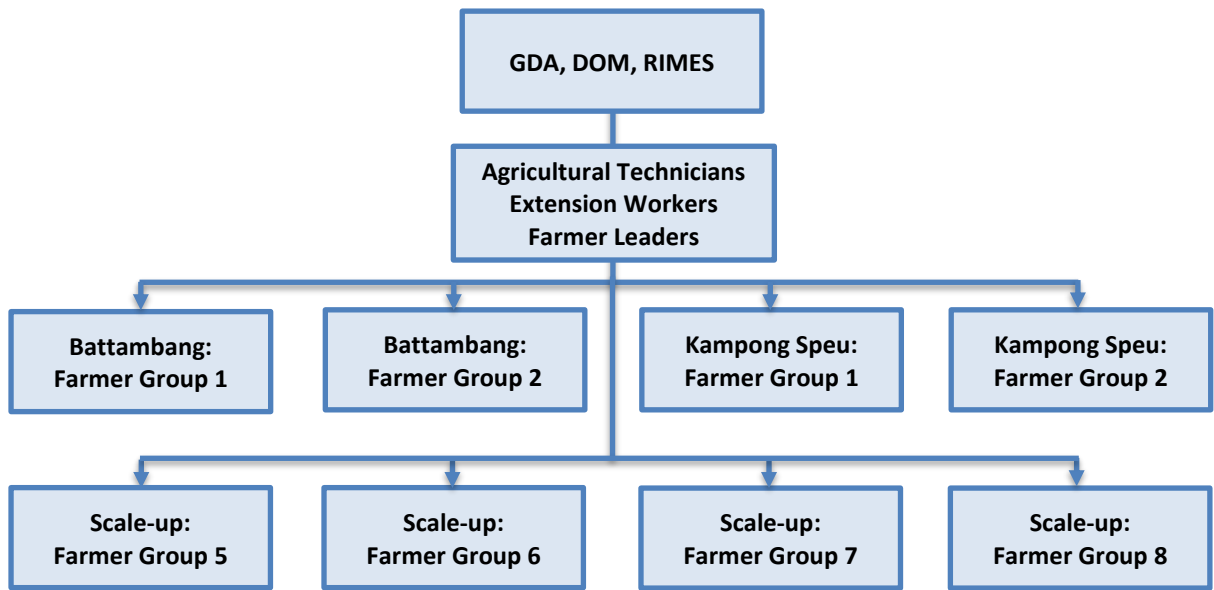 GDA, DOM, RIMES
Agricultural Technicians
Extension Workers
Farmer Leaders
Battambang:
Farmer Group 1
Battambang:
Farmer Group 2
Kampong Speu:
Farmer Group 1
Kampong Speu:
Farmer Group 2
Scale-up:
Farmer Group 5
Scale-up:
Farmer Group 6
Scale-up:
Farmer Group 7
Scale-up:
Farmer Group 8